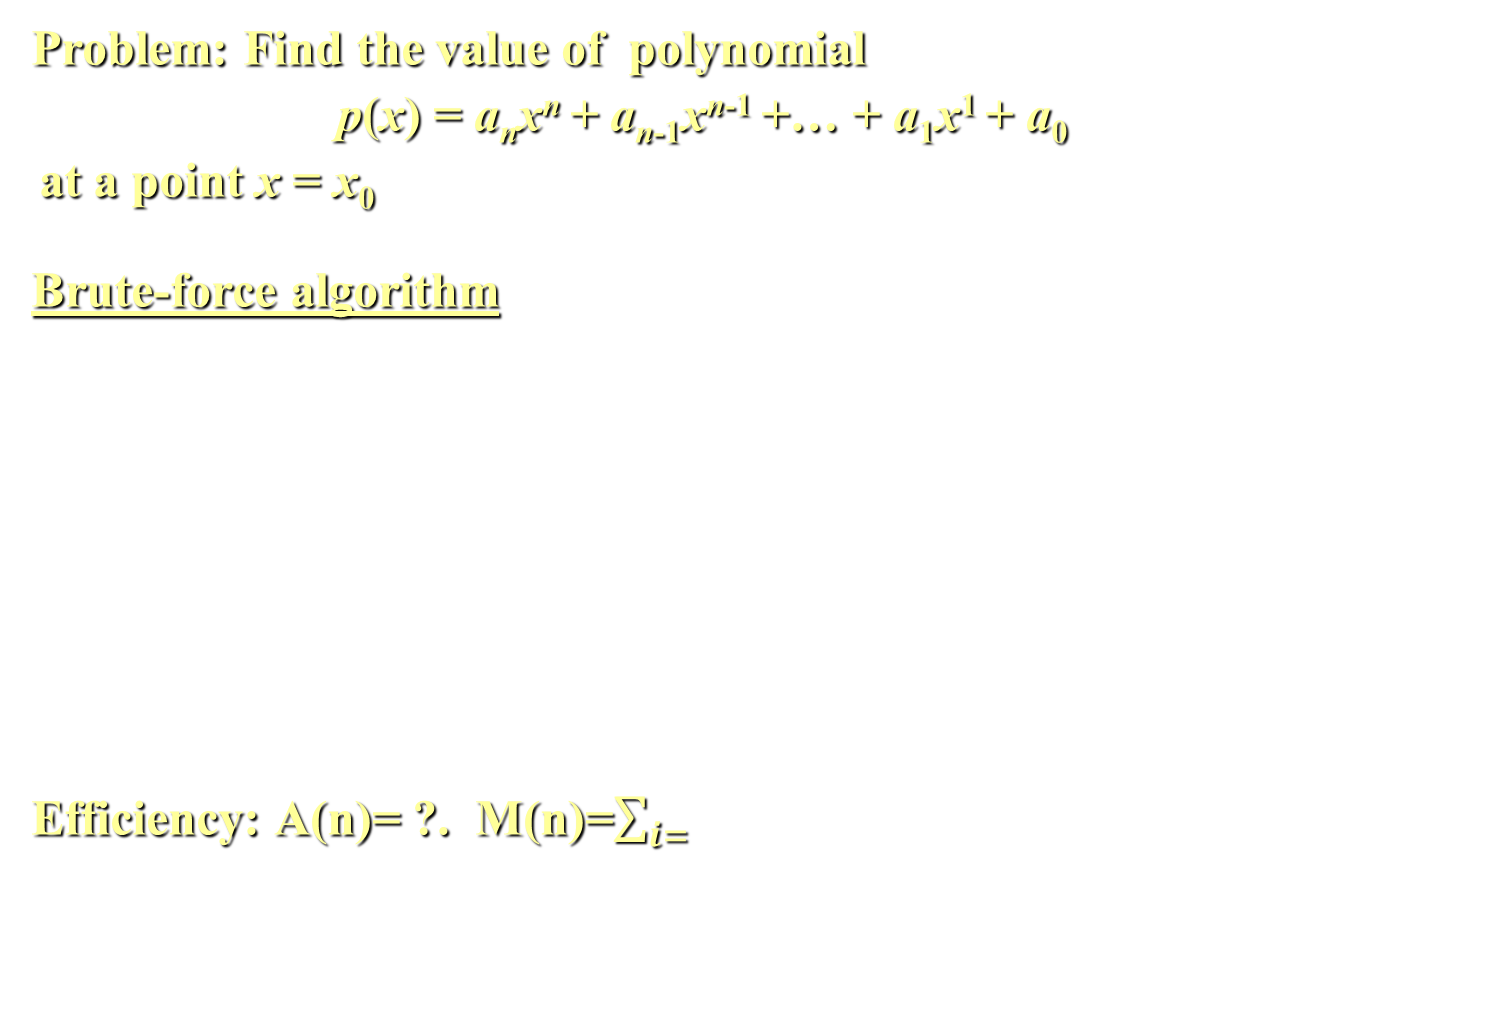 Problem: Find the value of polynomial
p(x) = aₙxⁿ + aₙ₋₁xⁿ⁻¹ +… + a₁x¹ + a₀
at a point x = x₀
Brute-force algorithm
Efficiency: A(n)= ?. M(n)=∑ᵢ₌